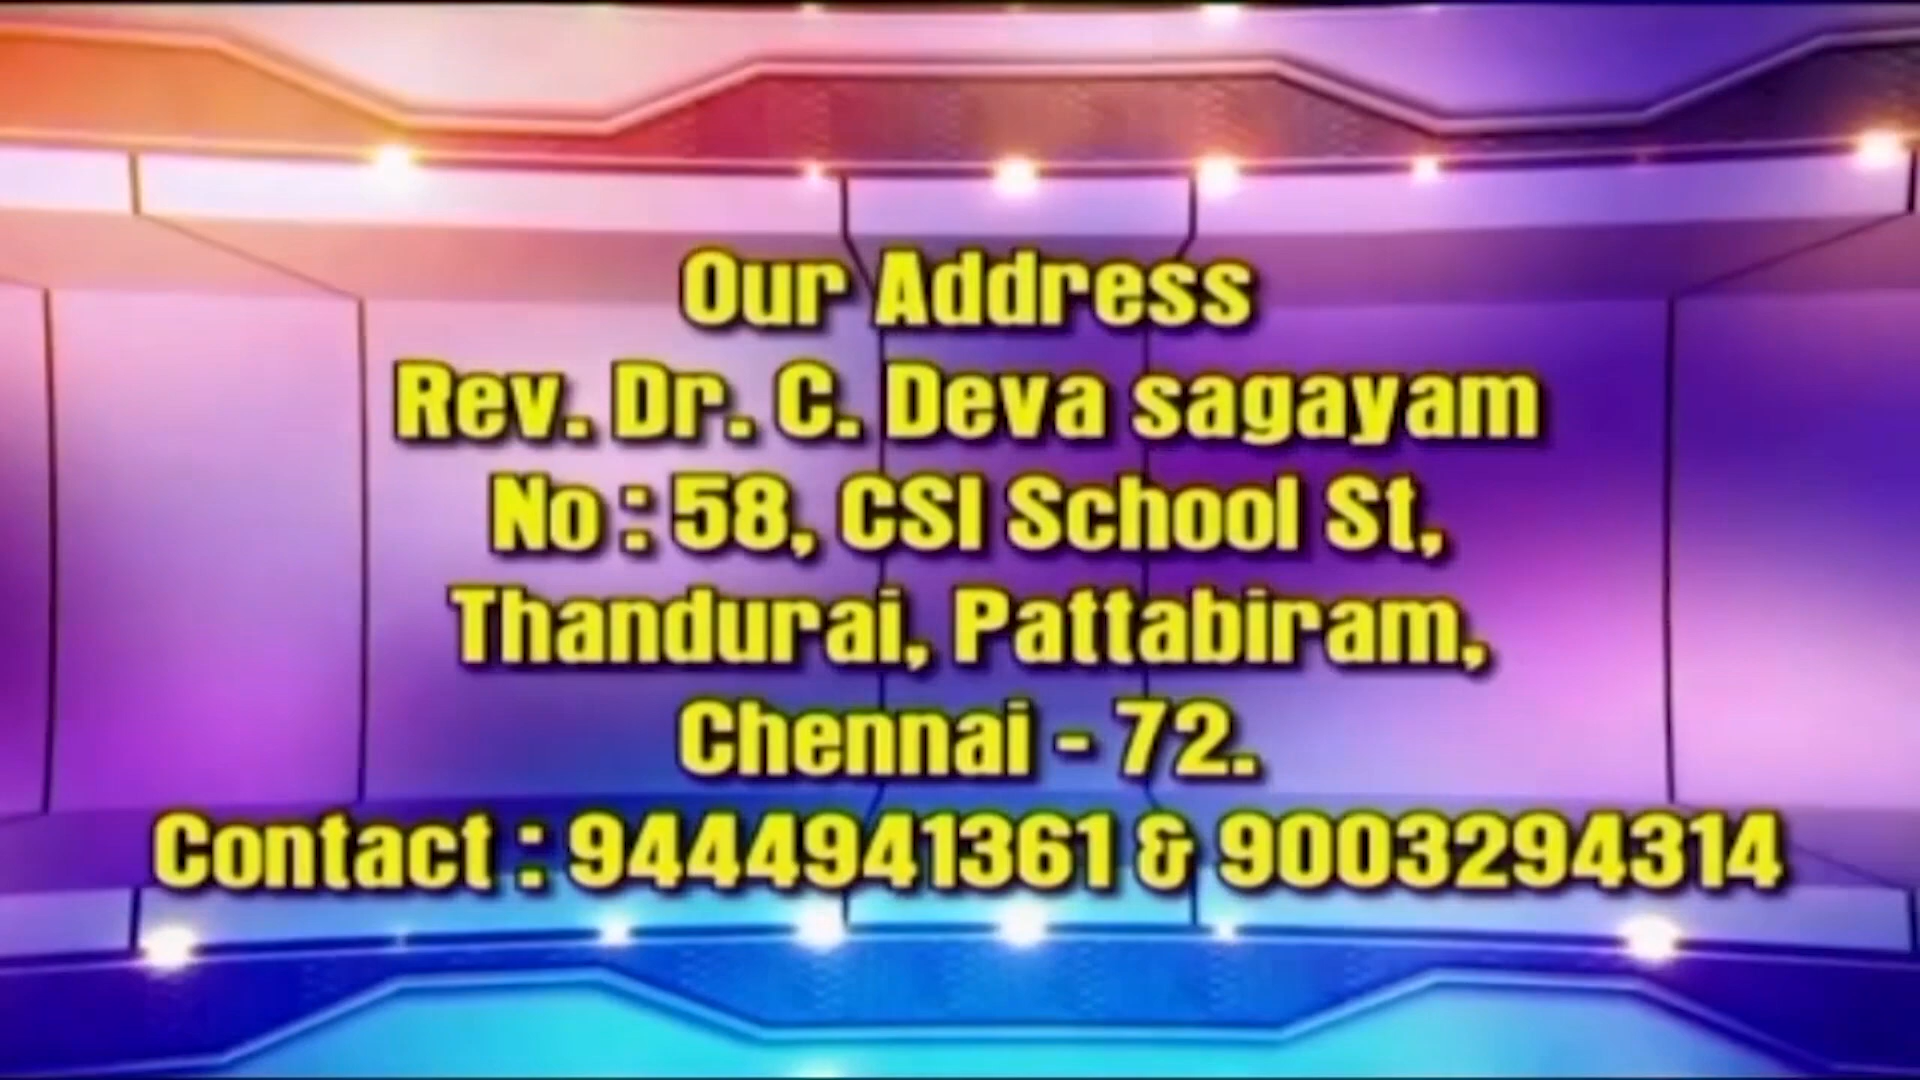 Our Address
Rev. Dr. C. Deva sagayam
No : 58, CSI School St,
Thandurai, Pattabiram,
Chennai - 72.
Contact : 9444941361 & 9003294314